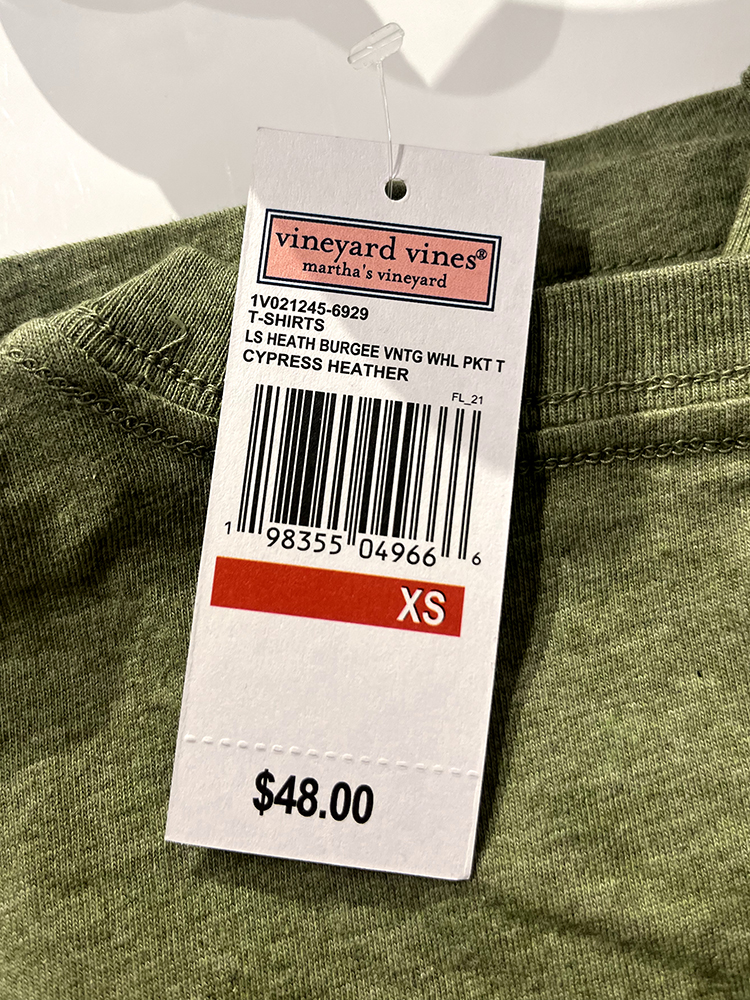 vineyard vines®
martha's vineyard
1V021245-6929
T-SHIRTS
LS HEATH BURGEE VNTG WHL PKT T
CYPRESS HEATHER
FL_21
1 98355 04966 6
XS
$48.00